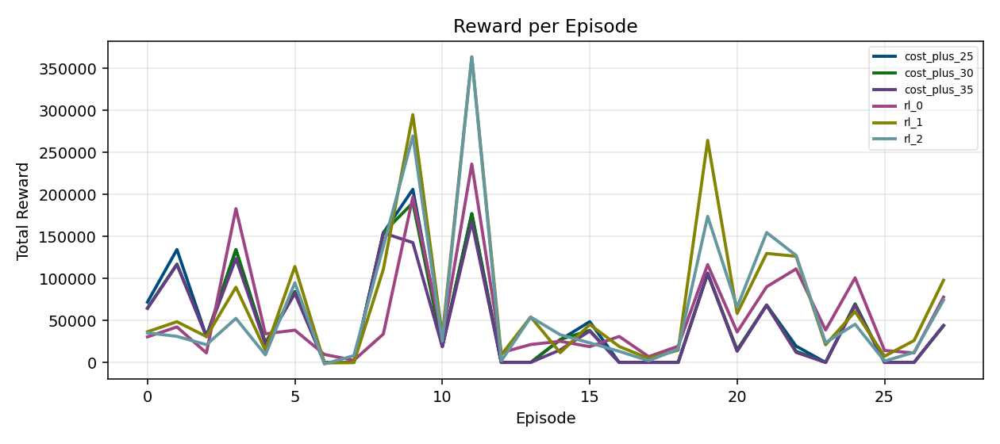 Reward per Episode
Total Reward
350000
300000
250000
200000
150000
100000
50000
0
cost_plus_25
cost_plus_30
cost_plus_35
rl_0
rl_1
rl_2
0 5 10 15 20 25
Episode